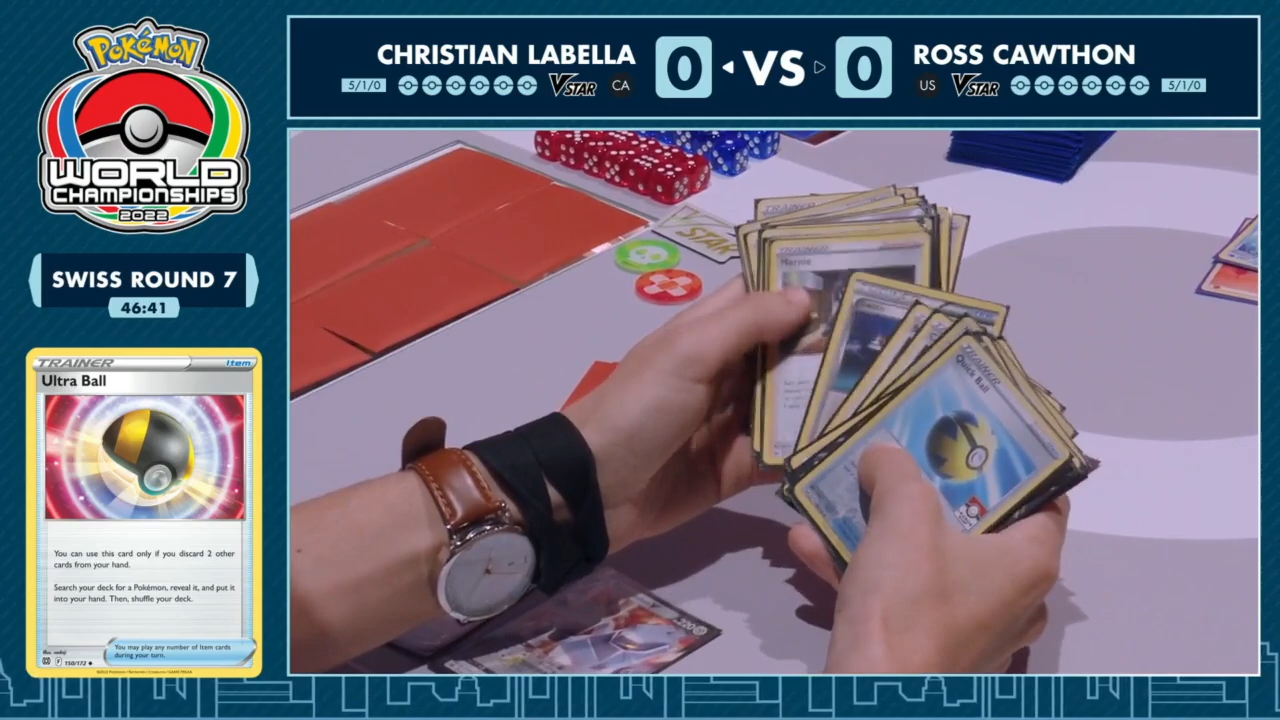 Pokémon
WORLD
CHAMPIONSHIPS
2022
CHRISTIAN LABELLA
0
VS
0
ROSS CAWTHON
5/1/0
VSTAR
CA
US
VSTAR
5/1/0
SWISS ROUND 7
46:41
TRAINER
Item
Ultra Ball
You can use this card only if you discard 2 other
cards from your hand.
Search your deck for a Pokémon, reveal it, and put it
into your hand. Then, shuffle your deck.
You may play any number of Item cards
during your turn.
150/172
VSTAR
TRAINER
TRAINER
Marnie
TRAINER
Quick Ball
220